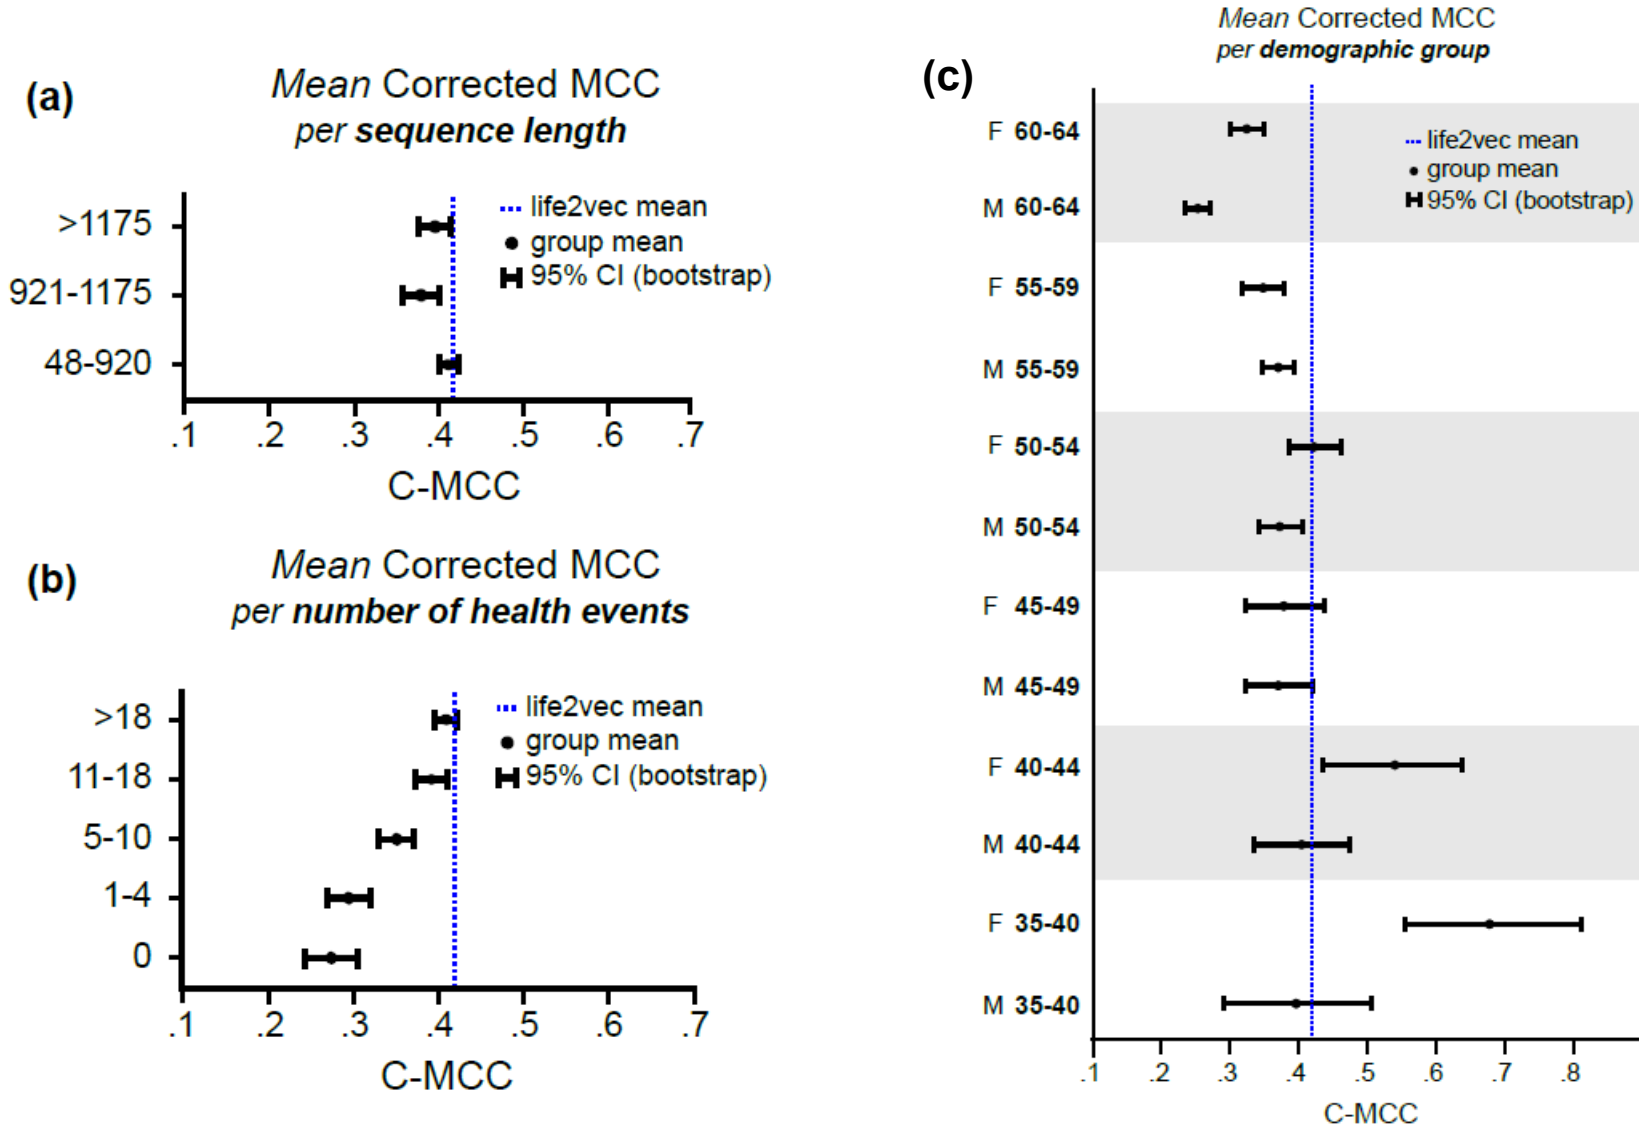 (a)
Mean Corrected MCC
per sequence length
>1175
921-1175
48-920
life2vec mean
group mean
95% CI (bootstrap)
.1 .2 .3 .4 .5 .6 .7
C-MCC
(b)
Mean Corrected MCC
per number of health events
>18
11-18
5-10
1-4
0
life2vec mean
group mean
95% CI (bootstrap)
.1 .2 .3 .4 .5 .6 .7
C-MCC
(c)
Mean Corrected MCC
per demographic group
F 60-64
M 60-64
F 55-59
M 55-59
F 50-54
M 50-54
F 45-49
M 45-49
F 40-44
M 40-44
F 35-40
M 35-40
life2vec mean
group mean
95% CI (bootstrap)
.1 .2 .3 .4 .5 .6 .7 .8
C-MCC